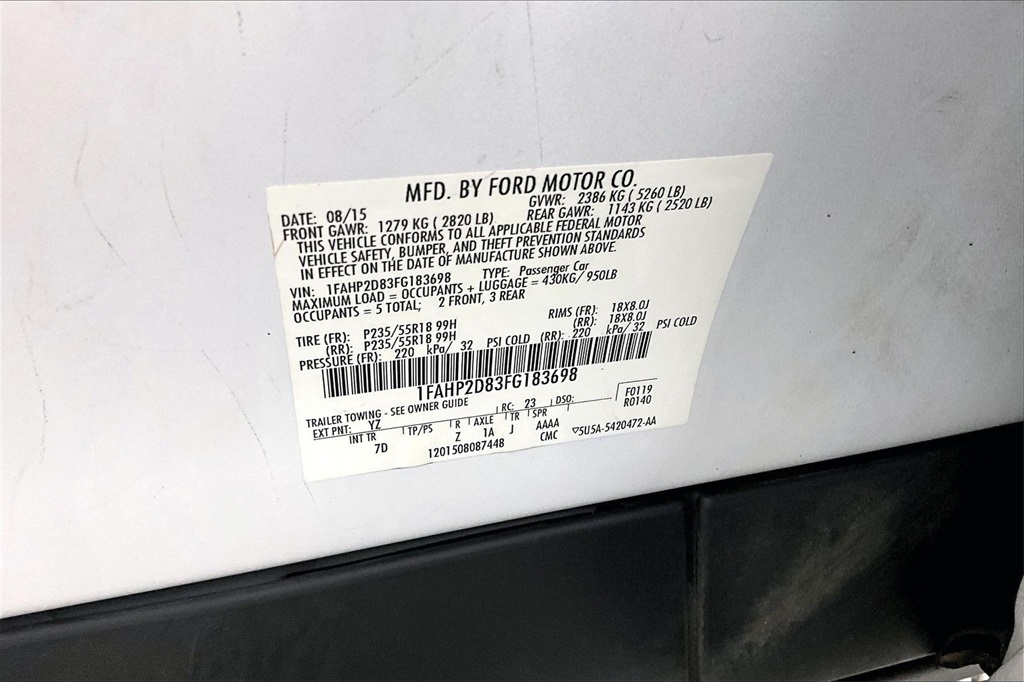 MFD. BY FORD MOTOR CO.
DATE: 08/15 GVWR: 2386 KG ( 5260 LB)
FRONT GAWR: 1279 KG ( 2820 LB) REAR GAWR: 1143 KG ( 2520 LB)
THIS VEHICLE CONFORMS TO ALL APPLICABLE FEDERAL MOTOR
VEHICLE SAFETY, BUMPER, AND THEFT PREVENTION STANDARDS
IN EFFECT ON THE DATE OF MANUFACTURE SHOWN ABOVE.
VIN: 1FAHP2D83FG183698 TYPE: Passenger Car
MAXIMUM LOAD = OCCUPANTS + LUGGAGE = 430KG/ 950LB
OCCUPANTS = 5 TOTAL; 2 FRONT, 3 REAR
TIRE (FR): P235/55R18 99H RIMS (FR): 18X8.0J
(RR): P235/55R18 99H (RR): 18X8.0J
PRESSURE (FR): 220 kPa/ 32 PSI COLD (RR): 220 kPa/ 32 PSI COLD
1FAHP2D83FG183698
TRAILER TOWING - SEE OWNER GUIDE
RC: 23 DSO: F0119
EXT PNT: YZ R0140
INT TR TP/PS R AXLE TR SPR
7D Z 1A J AAAA
1201508087448 CMC ▽5U5A-5420472-AA